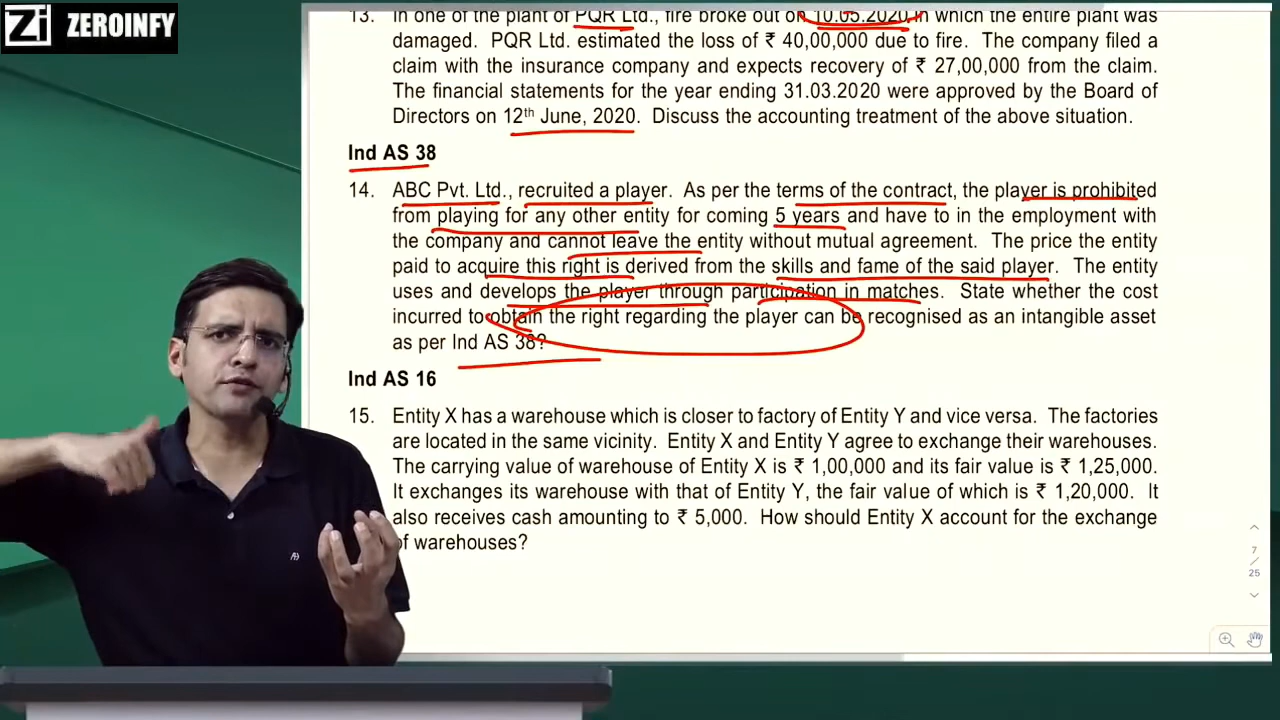 Zi ZEROINFY
13. In one of the plant of PQR Ltd., fire broke out on 10.05.2020 in which the entire plant was
damaged. PQR Ltd. estimated the loss of ₹ 40,00,000 due to fire. The company filed a
claim with the insurance company and expects recovery of ₹ 27,00,000 from the claim.
The financial statements for the year ending 31.03.2020 were approved by the Board of
Directors on 12th June, 2020. Discuss the accounting treatment of the above situation.
Ind AS 38
14. ABC Pvt. Ltd., recruited a player. As per the terms of the contract, the player is prohibited
from playing for any other entity for coming 5 years and have to in the employment with
the company and cannot leave the entity without mutual agreement. The price the entity
paid to acquire this right is derived from the skills and fame of the said player. The entity
uses and develops the player through participation in matches. State whether the cost
incurred to obtain the right regarding the player can be recognised as an intangible asset
as per Ind AS 38?
Ind AS 16
15. Entity X has a warehouse which is closer to factory of Entity Y and vice versa. The factories
are located in the same vicinity. Entity X and Entity Y agree to exchange their warehouses.
The carrying value of warehouse of Entity X is ₹ 1,00,000 and its fair value is ₹ 1,25,000.
It exchanges its warehouse with that of Entity Y, the fair value of which is ₹ 1,20,000. It
also receives cash amounting to ₹ 5,000. How should Entity X account for the exchange
of warehouses?
7
/
25